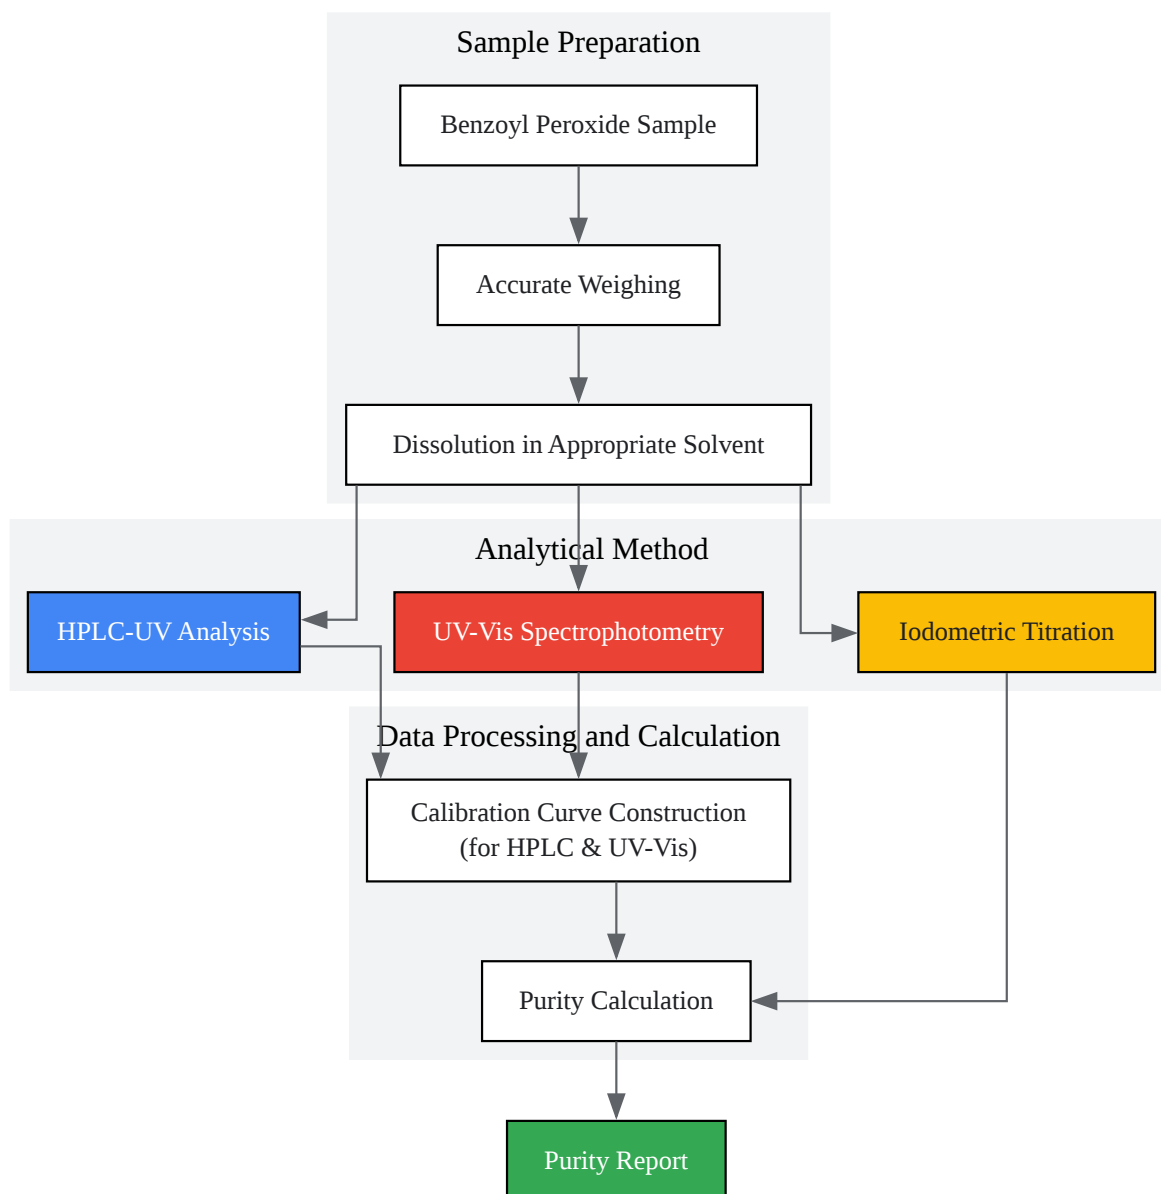 Sample Preparation
Benzoyl Peroxide Sample
Accurate Weighing
Dissolution in Appropriate Solvent
Analytical Method
HPLC-UV Analysis
UV-Vis Spectrophotometry
Iodometric Titration
Data Processing and Calculation
Calibration Curve Construction
(for HPLC & UV-Vis)
Purity Calculation
Purity Report